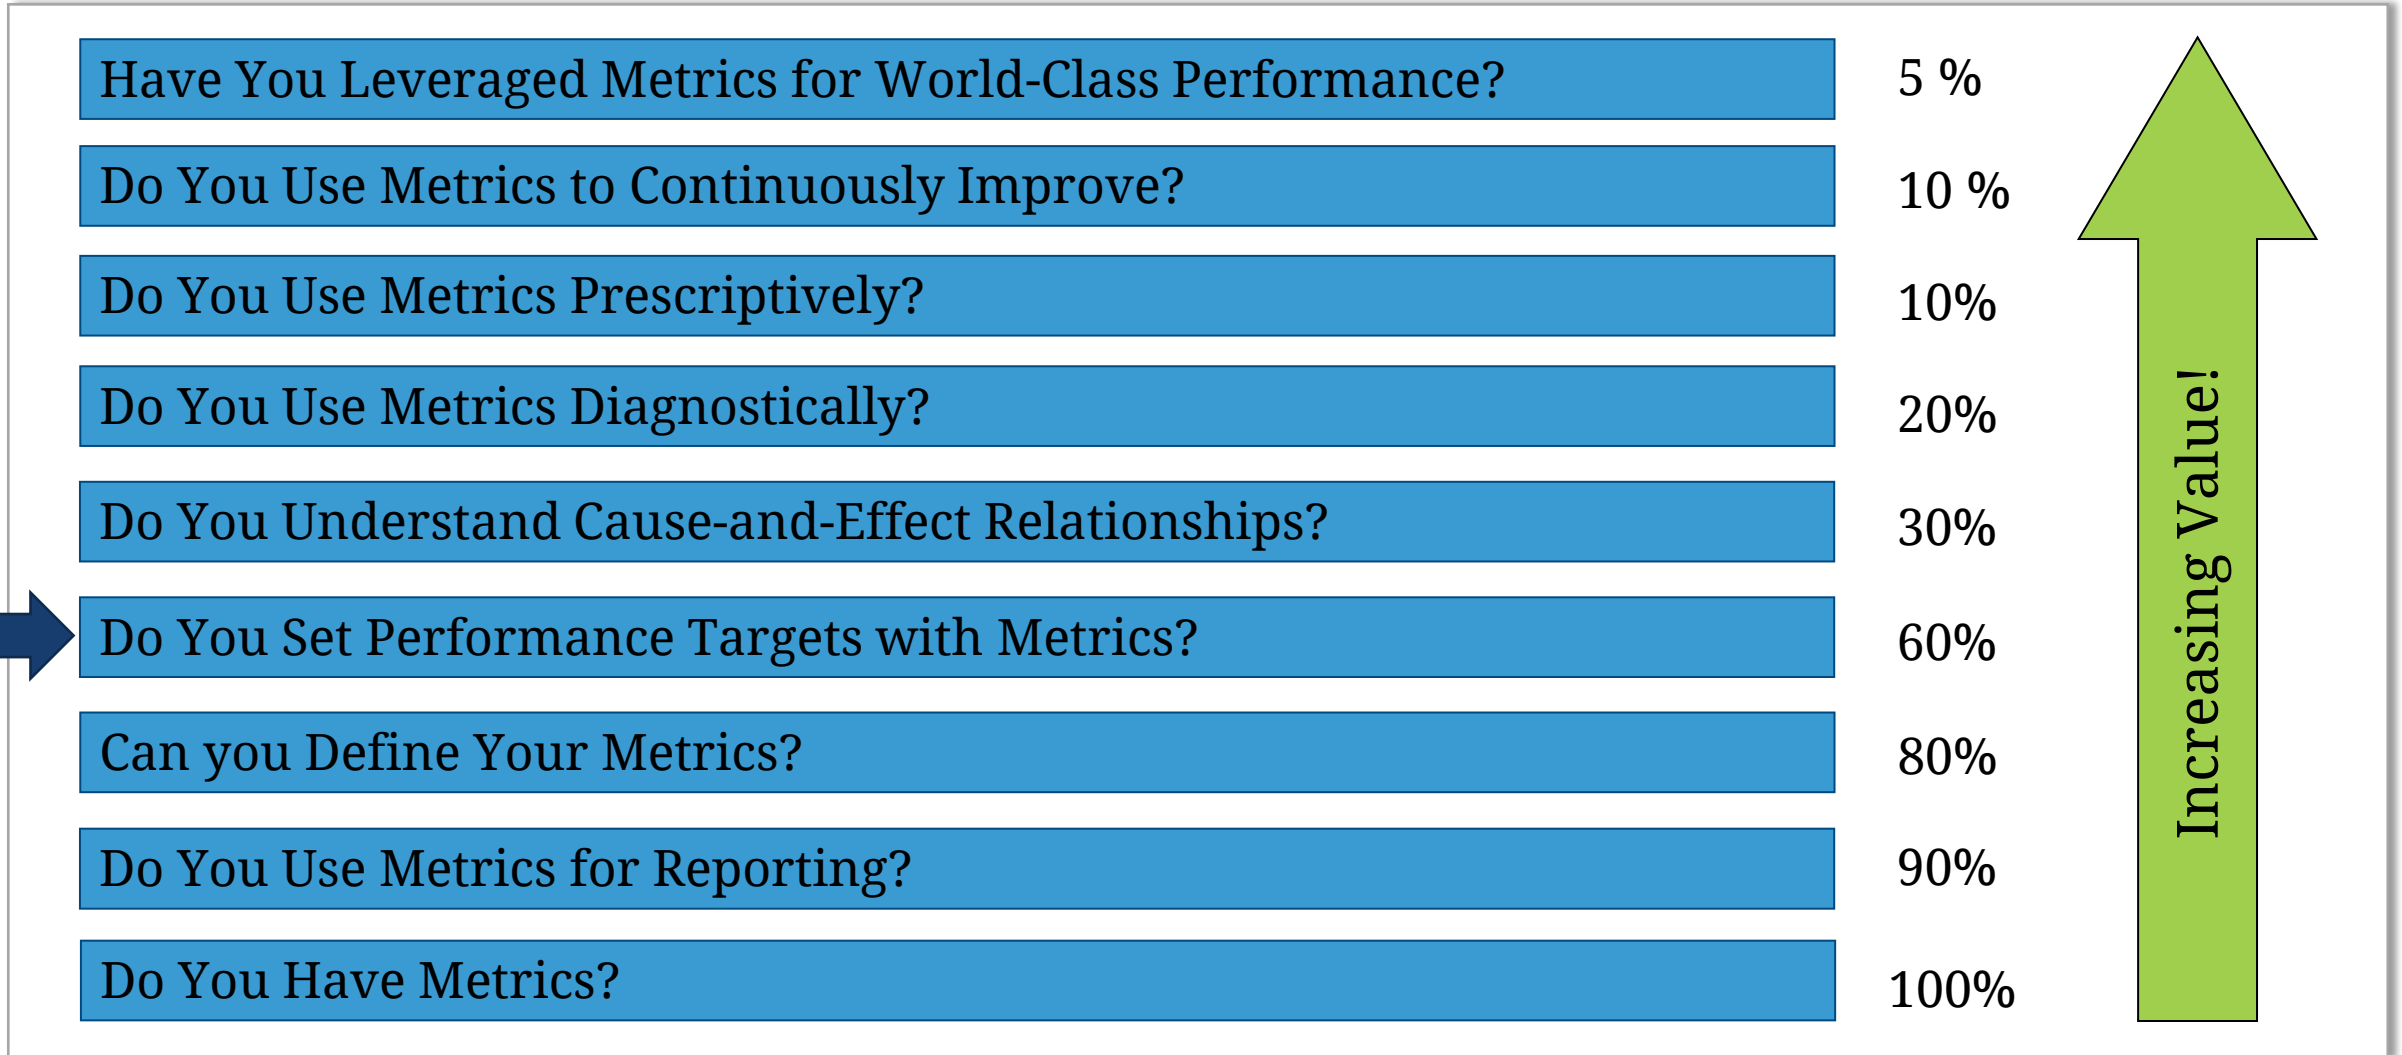 Have You Leveraged Metrics for World-Class Performance? 5 %
Do You Use Metrics to Continuously Improve? 10 %
Do You Use Metrics Prescriptively? 10%
Do You Use Metrics Diagnostically? 20%
Do You Understand Cause-and-Effect Relationships? 30%
Do You Set Performance Targets with Metrics? 60%
Can you Define Your Metrics? 80%
Do You Use Metrics for Reporting? 90%
Do You Have Metrics? 100%
Increasing Value!